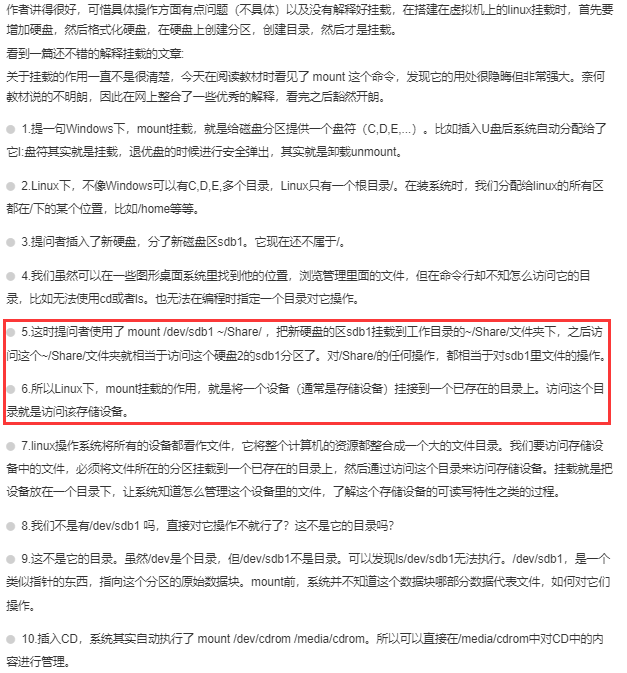 作者讲得很好，可惜具体操作方面有点问题（不具体）以及没有解释好挂载，在搭建在虚拟机上的linux挂载时，首先要
增加硬盘，然后格式化硬盘，在硬盘上创建分区，创建目录，然后才是挂载。
看到一篇还不错的解释挂载的文章:
关于挂载的作用一直不是很清楚，今天在阅读教材时看见了 mount 这个命令，发现它的用处很隐晦但非常强大。奈何
教材说的不明朗，因此在网上整合了一些优秀的解释，看完之后豁然开朗。
1.提一句Windows下，mount挂载，就是给磁盘分区提供一个盘符（C,D,E,...）。比如插入U盘后系统自动分配给了
它I:盘符其实就是挂载，退优盘的时候进行安全弹出，其实就是卸载unmount。
2.Linux下，不像Windows可以有C,D,E,多个目录，Linux只有一个根目录/。在装系统时，我们分配给linux的所有区
都在/下的某个位置，比如/home等等。
3.提问者插入了新硬盘，分了新磁盘区sdb1。它现在还不属于/。
4.我们虽然可以在一些图形桌面系统里找到他的位置，浏览管理里面的文件，但在命令行却不知怎么访问它的目
录，比如无法使用cd或者ls。也无法在编程时指定一个目录对它操作。
5.这时提问者使用了 mount /dev/sdb1 ~/Share/ ，把新硬盘的区sdb1挂载到工作目录的~/Share/文件夹下，之后访
问这个~/Share/文件夹就相当于访问这个硬盘2的sdb1分区了。对/Share/的任何操作，都相当于对sdb1里文件的操作。
6.所以Linux下，mount挂载的作用，就是将一个设备（通常是存储设备）挂接到一个已存在的目录上。访问这个目
录就是访问该存储设备。
7.linux操作系统将所有的设备都看作文件，它将整个计算机的资源都整合成一个大的文件目录。我们要访问存储设
备中的文件，必须将文件所在的分区挂载到一个已存在的目录上，然后通过访问这个目录来访问存储设备。挂载就是把
设备放在一个目录下，让系统知道怎么管理这个设备里的文件，了解这个存储设备的可读写特性之类的过程。
8.我们不是有/dev/sdb1 吗，直接对它操作不就行了？这不是它的目录吗？
9.这不是它的目录。虽然/dev是个目录，但/dev/sdb1不是目录。可以发现ls/dev/sdb1无法执行。/dev/sdb1，是一个
类似指针的东西，指向这个分区的原始数据块。mount前，系统并不知道这个数据块哪部分数据代表文件，如何对它们
操作。
10.插入CD，系统其实自动执行了 mount /dev/cdrom /media/cdrom。所以可以直接在/media/cdrom中对CD中的内
容进行管理。